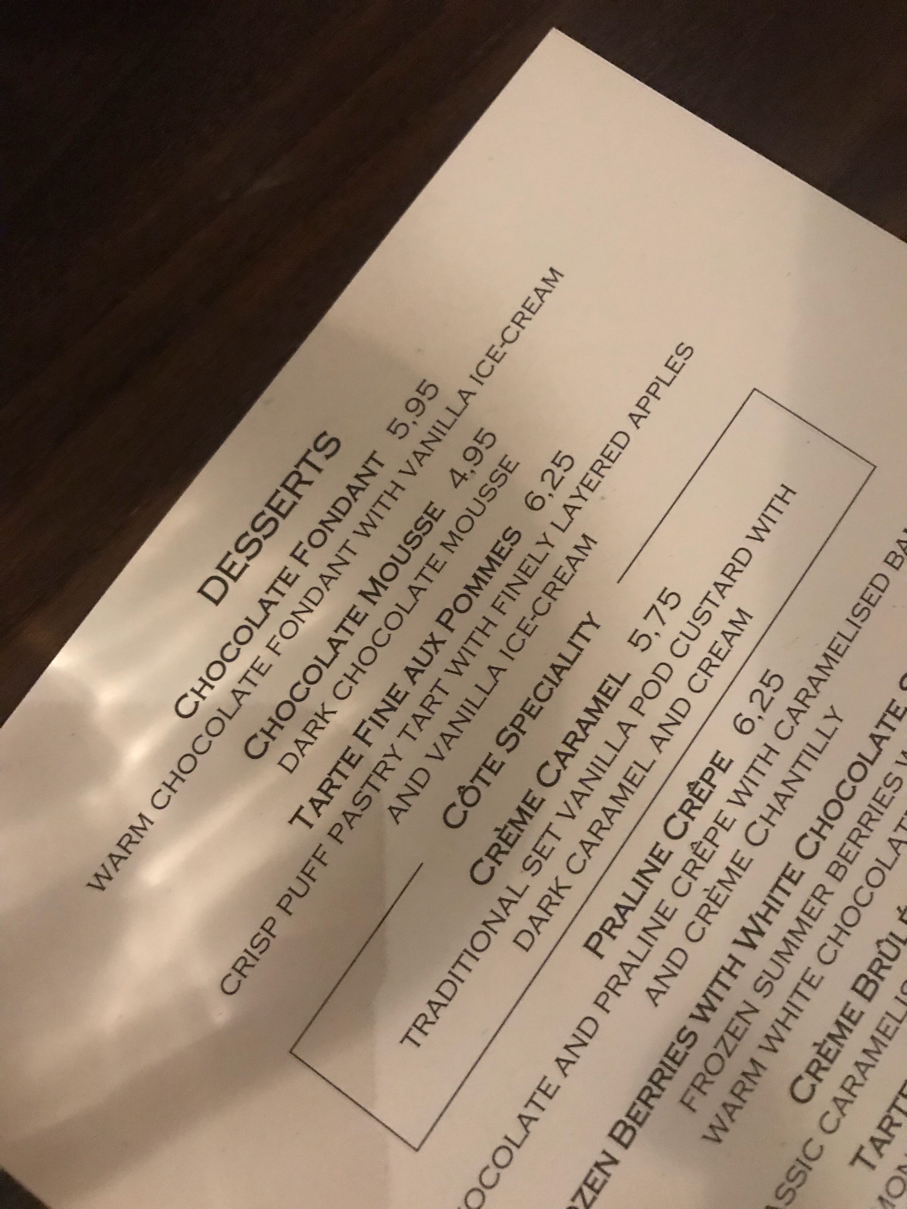 DESSERTS
CHOCOLATE FONDANT 5,95
WARM CHOCOLATE FONDANT WITH VANILLA ICE-CREAM
CHOCOLATE MOUSSE 4,95
DARK CHOCOLATE MOUSSE
TARTE FINE AUX POMMES 6,25
CRISP PUFF PASTRY TART WITH FINELY LAYERED APPLES
AND VANILLA ICE-CREAM
CÔTE SPECIALITY
CRÈME CARAMEL 5,75
TRADITIONAL SET VANILLA POD CUSTARD WITH
DARK CARAMEL AND CREAM
PRALINE CRÊPE 6,25
AND PRALINE CRÊPE WITH CARAMELISED
AND CRÈME CHANTILLY
BERRIES WITH WHITE CHOCOLATE
FROZEN SUMMER BERRIES
WARM WHITE
CRÈME